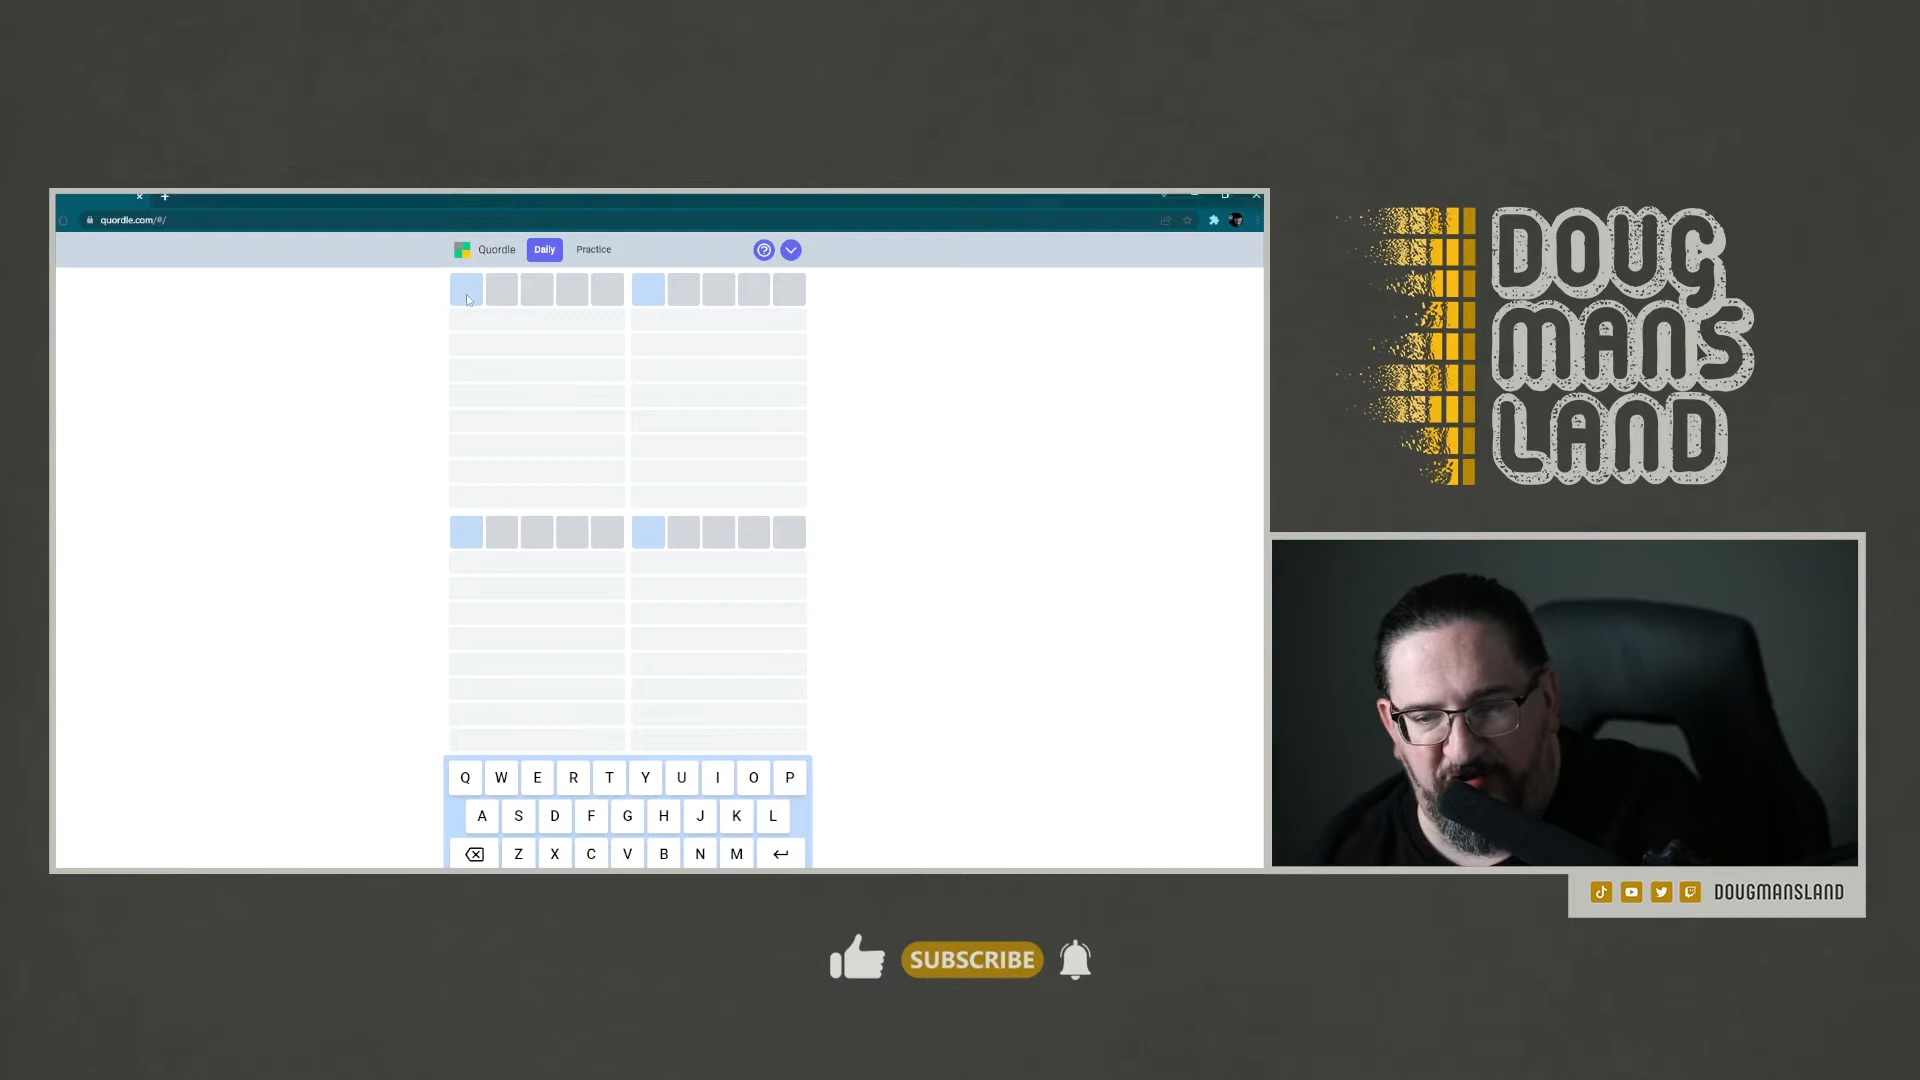 quordle.com/#/
Quordle Daily Practice
Q W E R T Y U I O P
A S D F G H J K L
Z X C V B N M
DOUG
MANS
LAND
DOUGMANSLAND
SUBSCRIBE